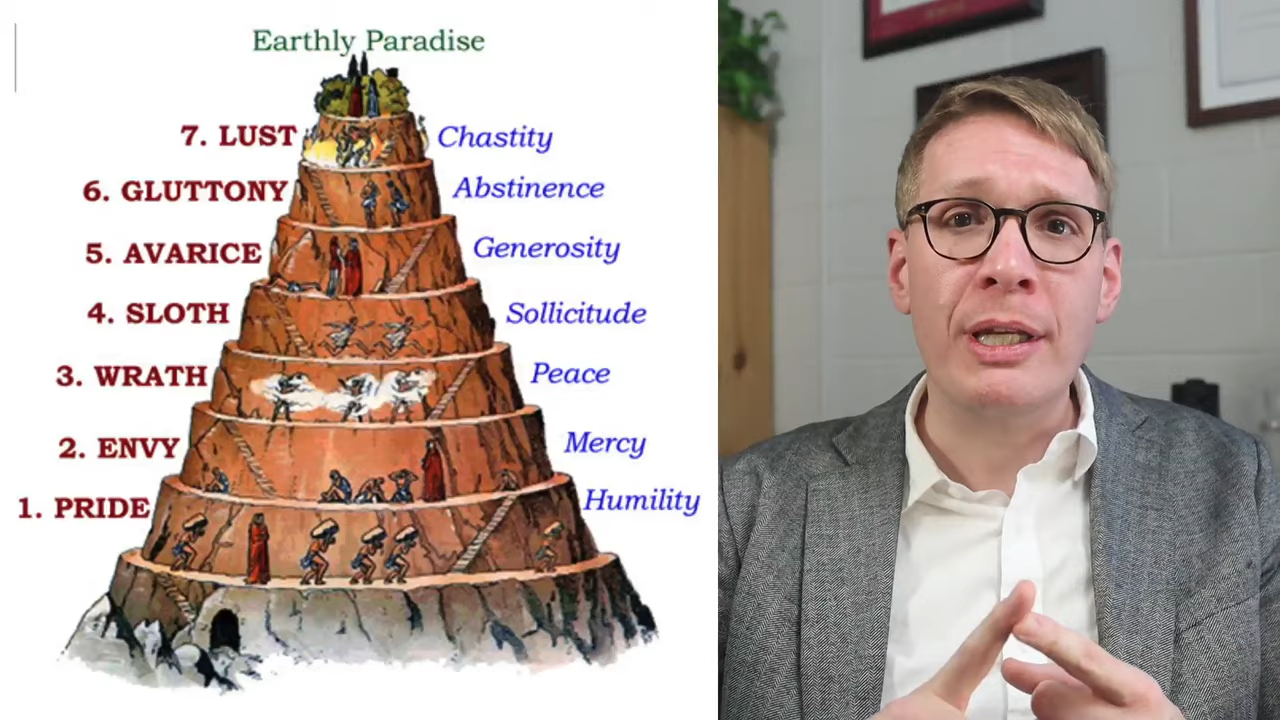 Earthly Paradise
7. LUST Chastity
6. GLUTTONY Abstinence
5. AVARICE Generosity
4. SLOTH Sollicitude
3. WRATH Peace
2. ENVY Mercy
1. PRIDE Humility